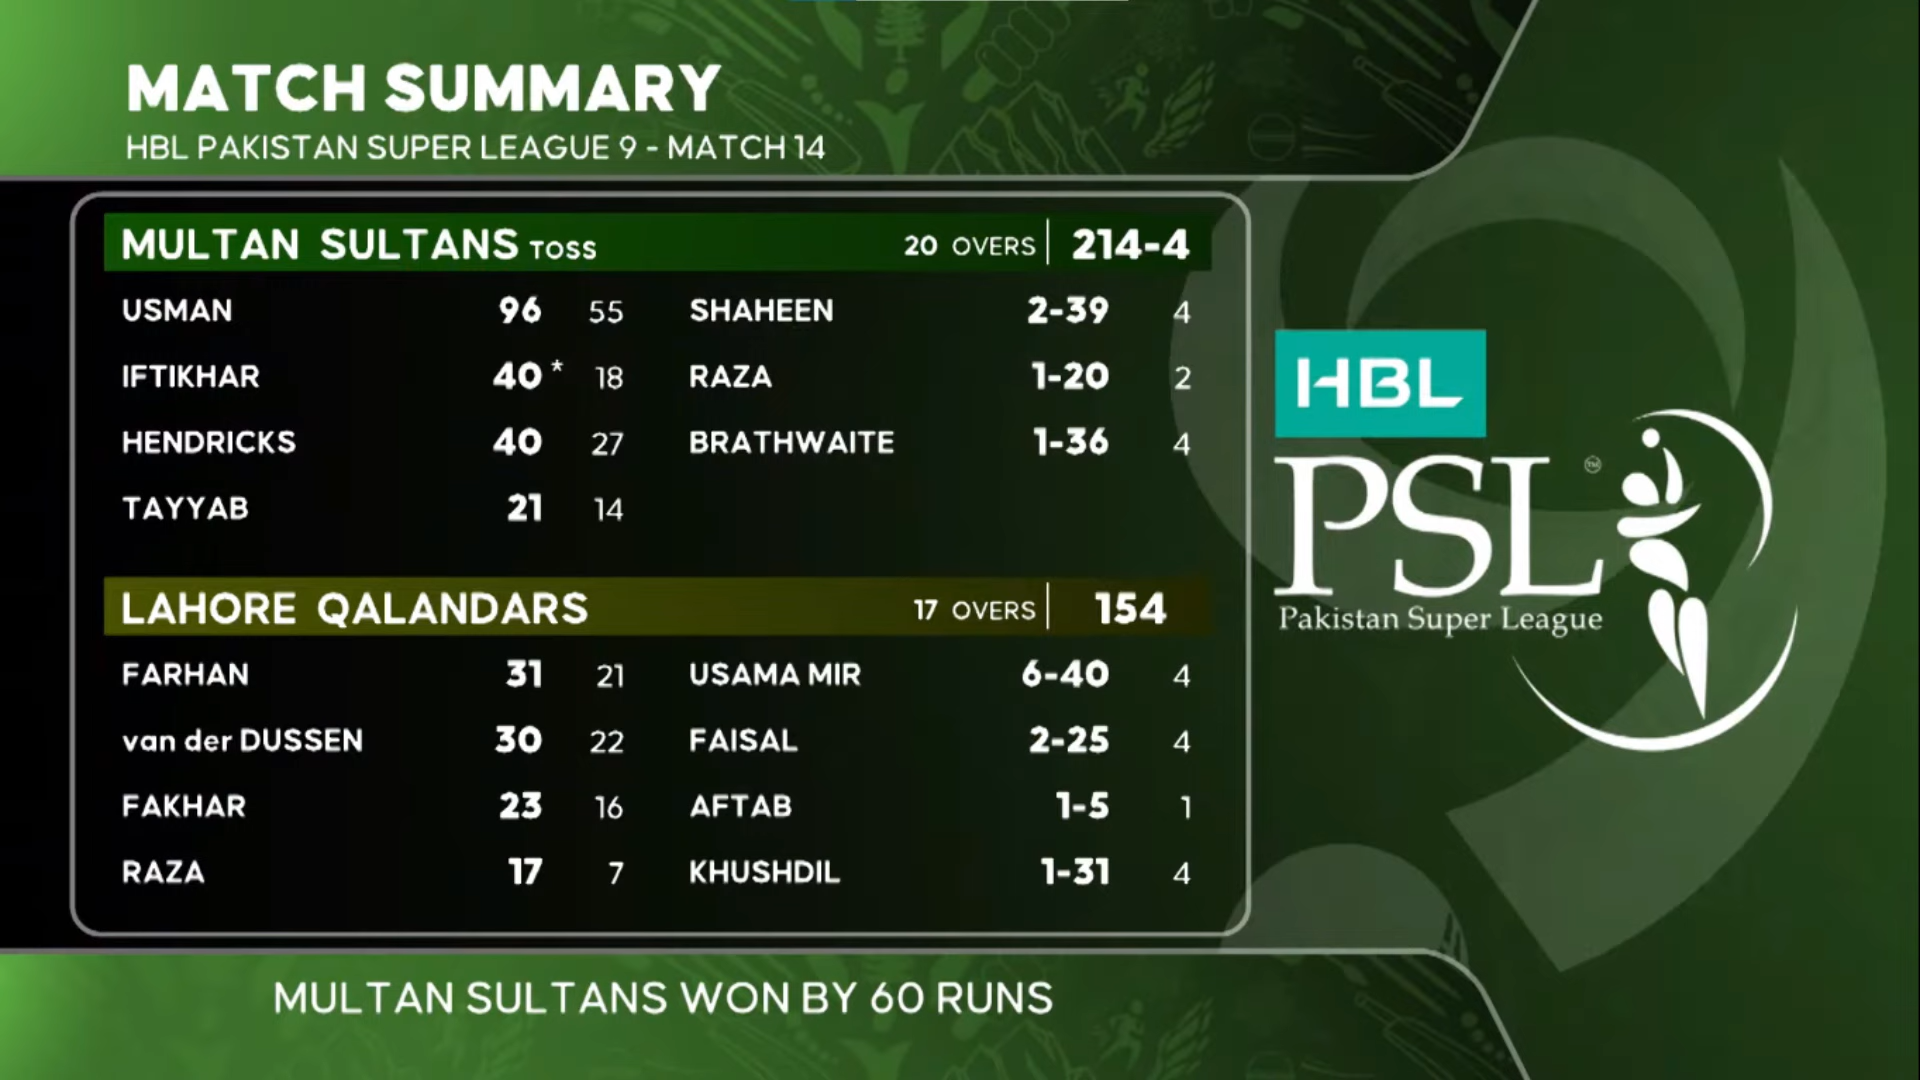 MATCH SUMMARY
HBL PAKISTAN SUPER LEAGUE 9 - MATCH 14
MULTAN SULTANS TOSS 20 OVERS 214-4
USMAN 96 55 SHAHEEN 2-39 4
IFTIKHAR 40* 18 RAZA 1-20 2
HENDRICKS 40 27 BRATHWAITE 1-36 4
TAYYAB 21 14
LAHORE QALANDARS 17 OVERS 154
FARHAN 31 21 USAMA MIR 6-40 4
van der DUSSEN 30 22 FAISAL 2-25 4
FAKHAR 23 16 AFTAB 1-5 1
RAZA 17 7 KHUSHDIL 1-31 4
MULTAN SULTANS WON BY 60 RUNS
HBL
PSL TM
Pakistan Super League